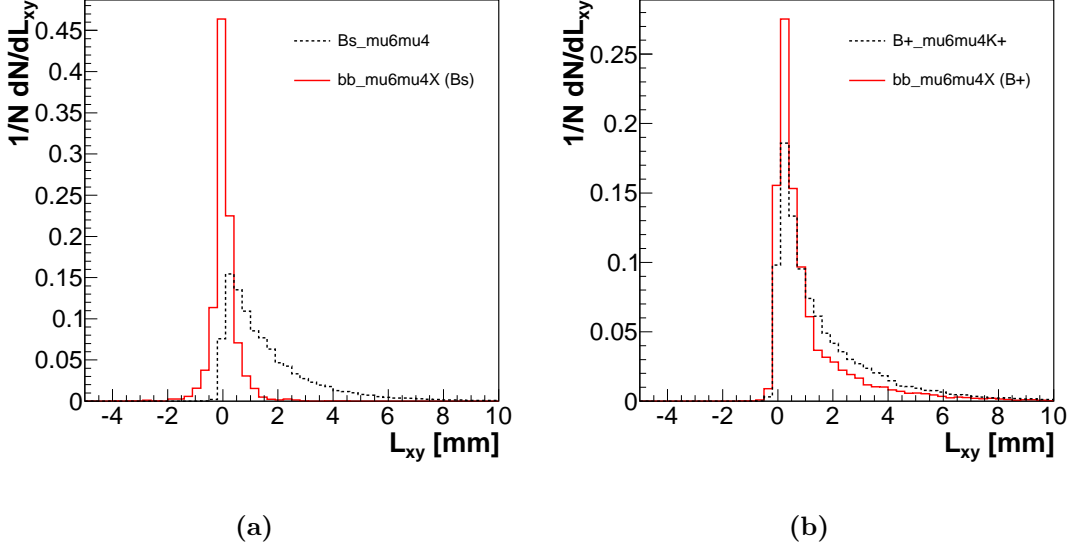 1/N dN/dL_xy
0.45
0.4
0.35
0.3
0.25
0.2
0.15
0.1
0.05
0
Bs_mu6mu4
bb_mu6mu4X (Bs)
-4 -2 0 2 4 6 8 10
L_xy [mm]
(a)
1/N dN/dL_xy
0.25
0.2
0.15
0.1
0.05
0
B+_mu6mu4K+
bb_mu6mu4X (B+)
-4 -2 0 2 4 6 8 10
L_xy [mm]
(b)